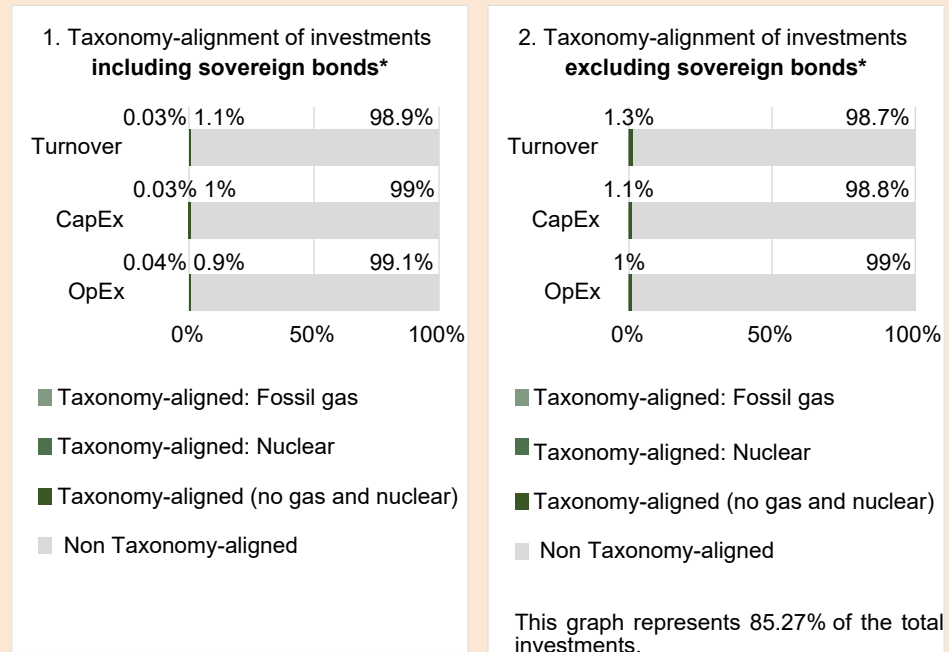 1. Taxonomy-alignment of investments
including sovereign bonds*
0.03% 1.1% 98.9%
Turnover
0.03% 1% 99%
CapEx
0.04% 0.9% 99.1%
OpEx
0% 50% 100%
Taxonomy-aligned: Fossil gas
Taxonomy-aligned: Nuclear
Taxonomy-aligned (no gas and nuclear)
Non Taxonomy-aligned
2. Taxonomy-alignment of investments
excluding sovereign bonds*
1.3% 98.7%
Turnover
1.1% 98.8%
CapEx
1% 99%
OpEx
0% 50% 100%
Taxonomy-aligned: Fossil gas
Taxonomy-aligned: Nuclear
Taxonomy-aligned (no gas and nuclear)
Non Taxonomy-aligned
This graph represents 85.27% of the total
investments.